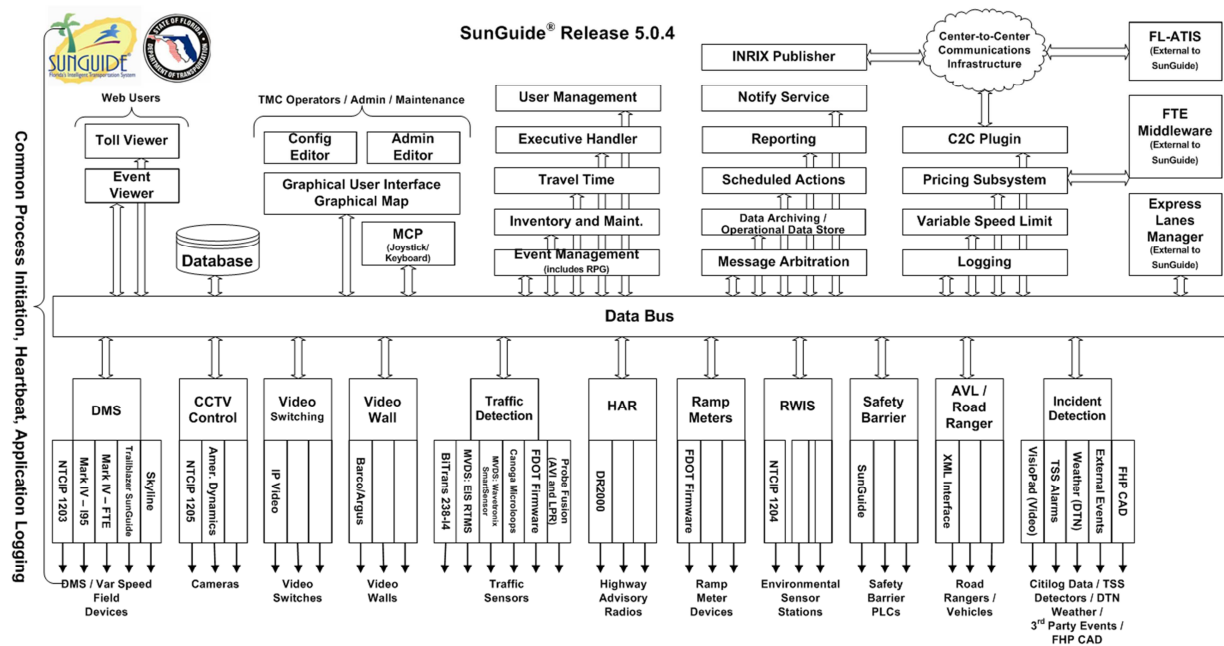 SunGuide® Release 5.0.4
SUNGUIDE
Florida's Intelligent Transportation System
STATE OF FLORIDA
DEPARTMENT OF TRANSPORTATION
Common Process Initiation, Heartbeat, Application Logging
Web Users
Toll Viewer
Event
Viewer
Database
TMC Operators / Admin / Maintenance
Config
Editor
Admin
Editor
Graphical User Interface
Graphical Map
MCP
(Joystick/
Keyboard)
User Management
Executive Handler
Travel Time
Inventory and Maint.
Event Management
(includes RPG)
INRIX Publisher
Notify Service
Reporting
Scheduled Actions
Data Archiving /
Operational Data Store
Message Arbitration
Center-to-Center
Communications
Infrastructure
C2C Plugin
Pricing Subsystem
Variable Speed Limit
Logging
FL-ATIS
(External to
SunGuide)
FTE
Middleware
(External to
SunGuide)
Express
Lanes
Manager
(External to
SunGuide)
Data Bus
DMS
NTCIP 1203
Mark IV – I95
Mark IV – FTE
Trailblazer SunGuide
Skyline
DMS / Var Speed
Field
Devices
CCTV
Control
NTCIP 1205
Amer. Dynamics
Cameras
Video
Switching
IP Video
Video
Switches
Video
Wall
Barco/Argus
Video
Walls
Traffic
Detection
BiTrans 238-I4
MVDS: EIS RTMS
MVDS: Wavetronix
SmartSensor
Canoga Microloops
FDOT Firmware
Probe Fusion
(AVI and LPR)
Traffic
Sensors
HAR
DR2000
Highway
Advisory
Radios
Ramp
Meters
FDOT Firmware
Ramp
Meter
Devices
RWIS
NTCIP 1204
Environmental
Sensor
Stations
Safety
Barrier
SunGuide
Safety
Barrier
PLCs
AVL /
Road
Ranger
XML Interface
Road
Rangers /
Vehicles
Incident
Detection
VisioPad (Video)
TSS Alarms
Weather (DTN)
External Events
FHP CAD
Citilog Data / TSS
Detectors / DTN
Weather /
3rd Party Events /
FHP CAD